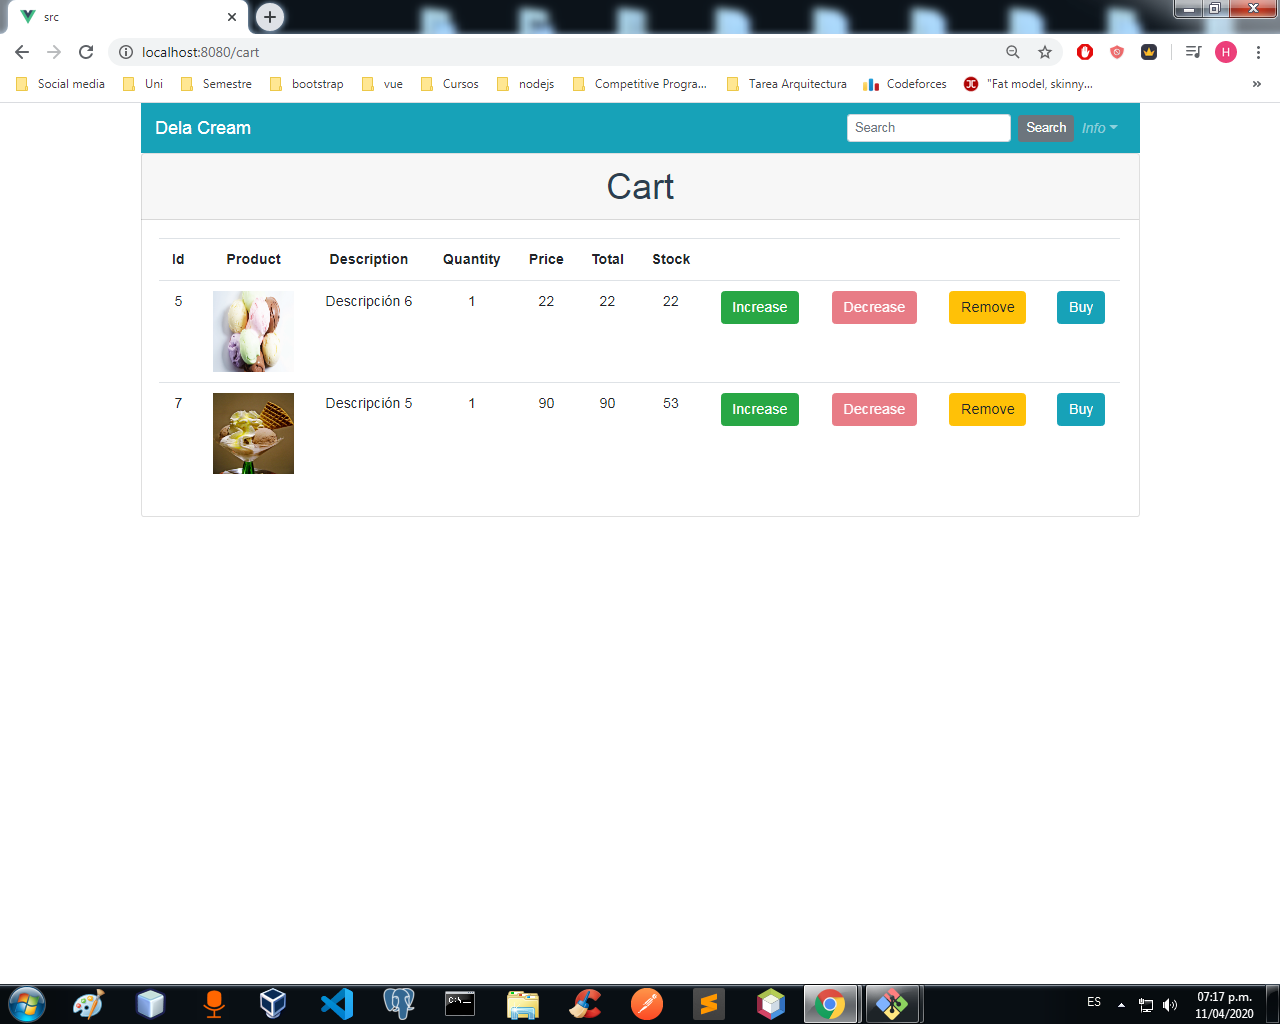 src
localhost:8080/cart
H
Social media Uni Semestre bootstrap vue Cursos nodejs Competitive Progra... Tarea Arquitectura Codeforces "Fat model, skinny... »
Dela Cream Search Search Info
Cart
Id Product Description Quantity Price Total Stock
5 Descripción 6 1 22 22 22 Increase Decrease Remove Buy
7 Descripción 5 1 90 90 53 Increase Decrease Remove Buy
ES 07:17 p.m.
11/04/2020